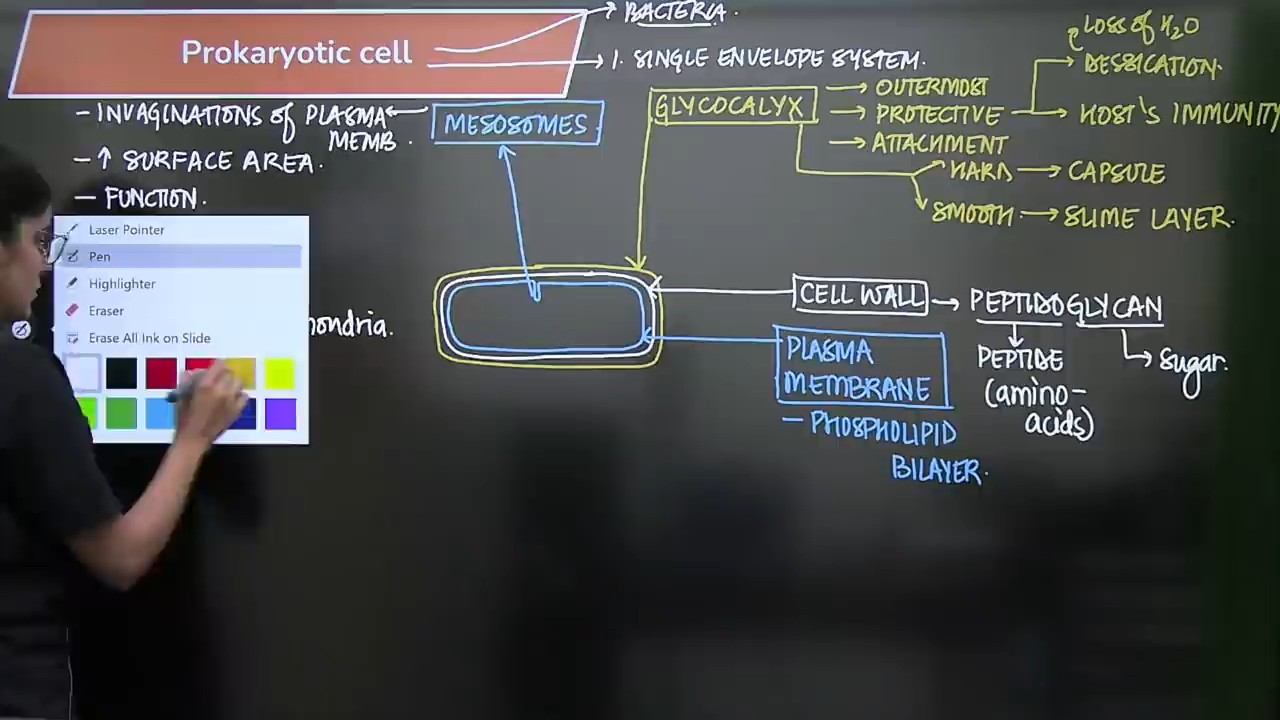 BACTERIA.
Prokaryotic cell
1. SINGLE ENVELOPE SYSTEM.
Loss of H2O
DESSICATION.
GLYCOCALYX
OUTERMOST
PROTECTIVE
HOST'S IMMUNITY
ATTACHMENT
HARD
CAPSULE
SMOOTH
SLIME LAYER.
MESOSOMES
- INVAGINATIONS of PLASMA
MEMB.
- ↑ SURFACE AREA.
- FUNCTION.
Laser Pointer
Pen
Highlighter
Eraser
Erase All Ink on Slide
hondria.
CELL WALL
PEPTIDOGLYCAN
PEPTIDE
(amino-
acids)
Sugar.
PLASMA
MEMBRANE
- PHOSPHOLIPID
BILAYER.